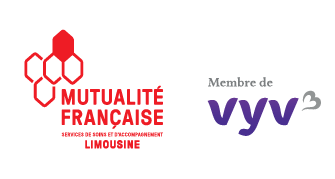 MUTUALITÉ
FRANÇAISE
SERVICES DE SOINS ET D'ACCOMPAGNEMENT
LIMOUSINE
Membre de
vyv